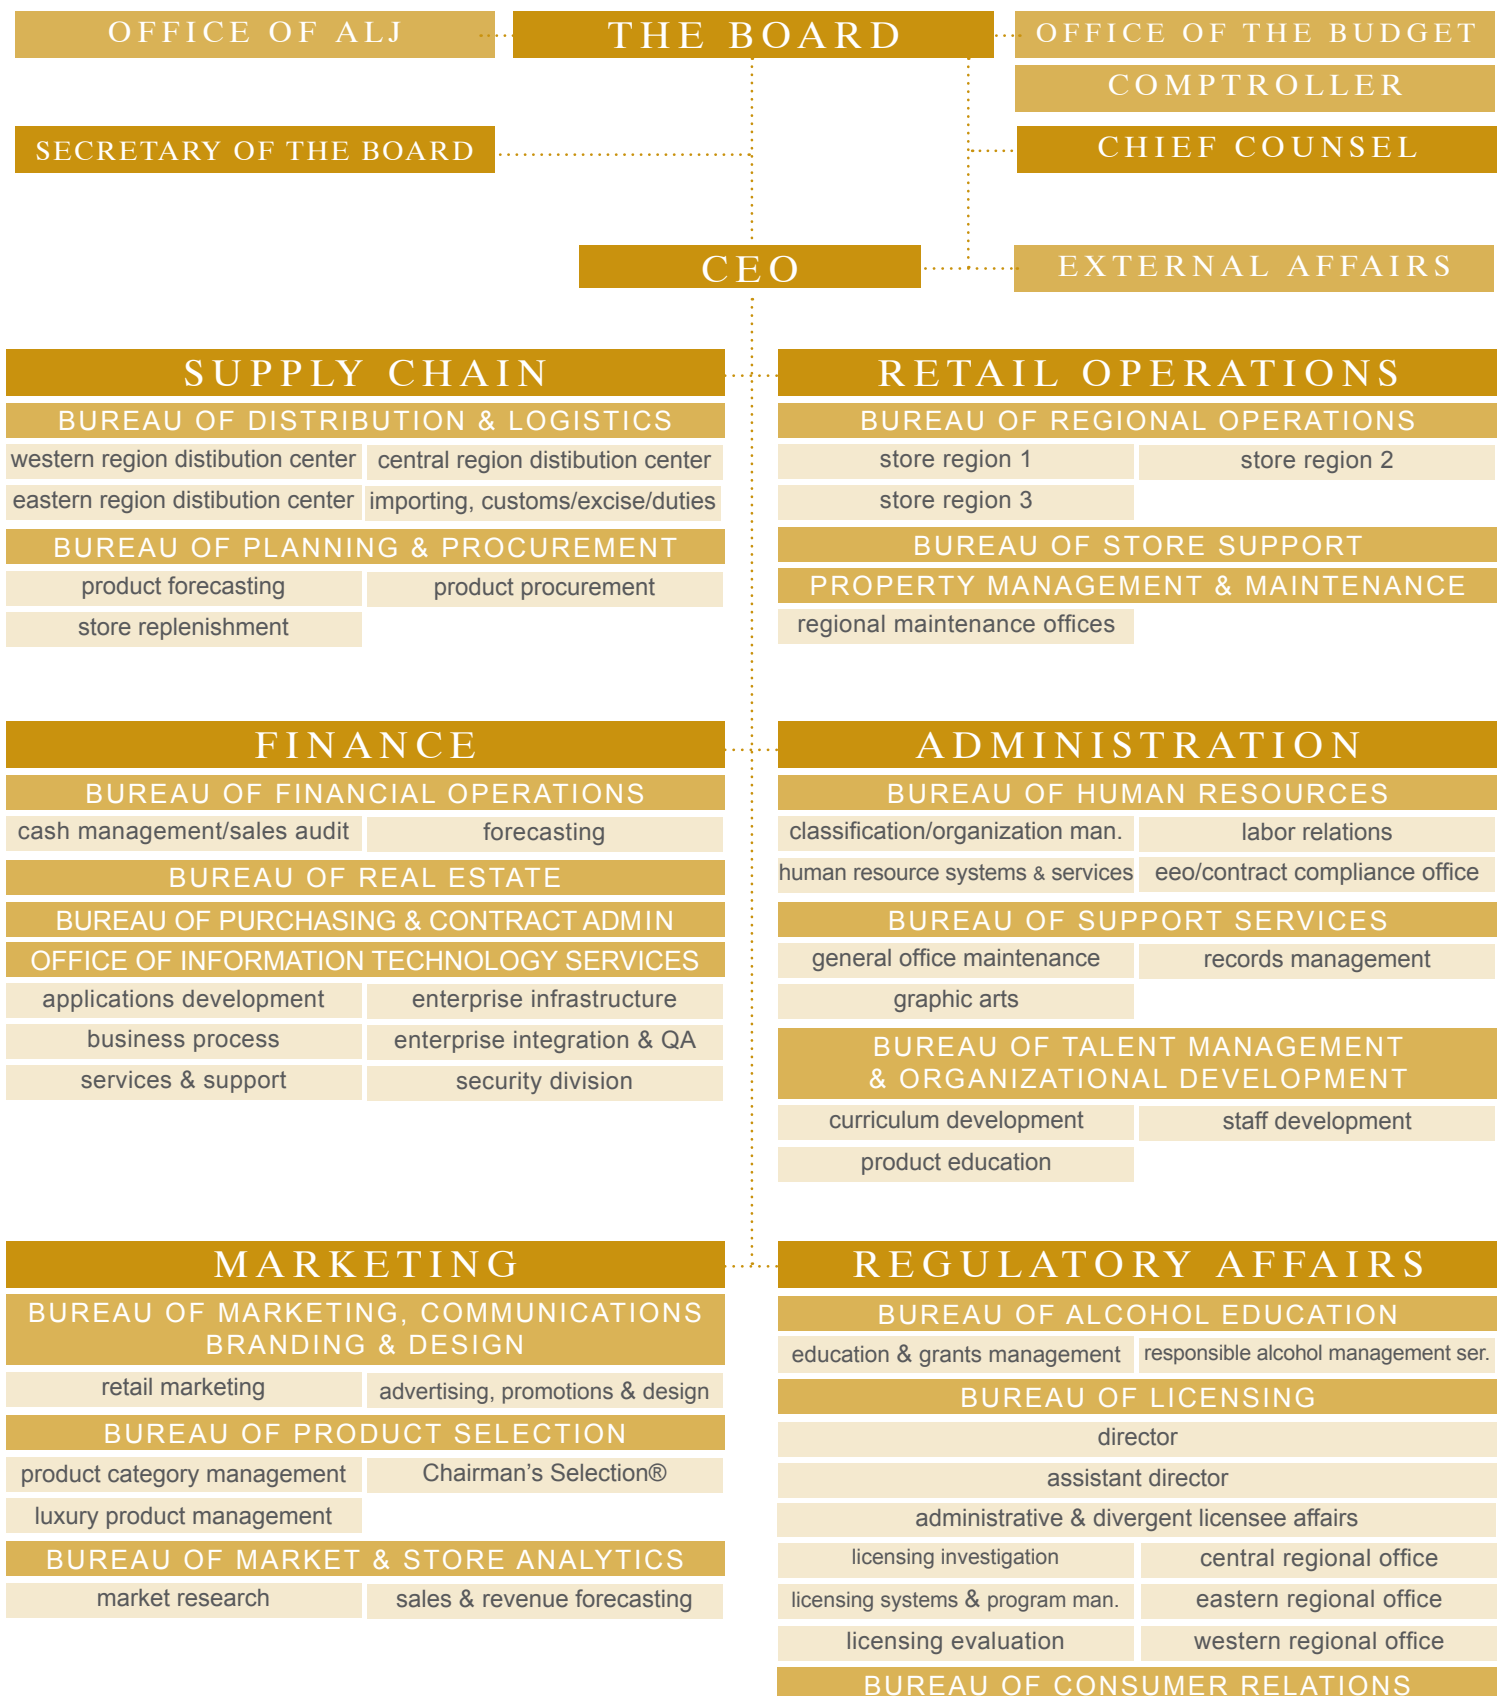 OFFICE OF ALJ
THE BOARD
OFFICE OF THE BUDGET
COMPTROLLER
SECRETARY OF THE BOARD
CHIEF COUNSEL
CEO
EXTERNAL AFFAIRS
SUPPLY CHAIN
BUREAU OF DISTRIBUTION & LOGISTICS
western region distibution center
central region distibution center
eastern region distibution center
importing, customs/excise/duties
BUREAU OF PLANNING & PROCUREMENT
product forecasting
product procurement
store replenishment
RETAIL OPERATIONS
BUREAU OF REGIONAL OPERATIONS
store region 1
store region 2
store region 3
BUREAU OF STORE SUPPORT
PROPERTY MANAGEMENT & MAINTENANCE
regional maintenance offices
FINANCE
BUREAU OF FINANCIAL OPERATIONS
cash management/sales audit
forecasting
BUREAU OF REAL ESTATE
BUREAU OF PURCHASING & CONTRACT ADMIN
OFFICE OF INFORMATION TECHNOLOGY SERVICES
applications development
enterprise infrastructure
business process
enterprise integration & QA
services & support
security division
ADMINISTRATION
BUREAU OF HUMAN RESOURCES
classification/organization man.
labor relations
human resource systems & services
eeo/contract compliance office
BUREAU OF SUPPORT SERVICES
general office maintenance
records management
graphic arts
BUREAU OF TALENT MANAGEMENT
& ORGANIZATIONAL DEVELOPMENT
curriculum development
staff development
product education
MARKETING
BUREAU OF MARKETING, COMMUNICATIONS
BRANDING & DESIGN
retail marketing
advertising, promotions & design
BUREAU OF PRODUCT SELECTION
product category management
Chairman's Selection®
luxury product management
BUREAU OF MARKET & STORE ANALYTICS
market research
sales & revenue forecasting
REGULATORY AFFAIRS
BUREAU OF ALCOHOL EDUCATION
education & grants management
responsible alcohol management ser.
BUREAU OF LICENSING
director
assistant director
administrative & divergent licensee affairs
licensing investigation
central regional office
licensing systems & program man.
eastern regional office
licensing evaluation
western regional office
BUREAU OF CONSUMER RELATIONS